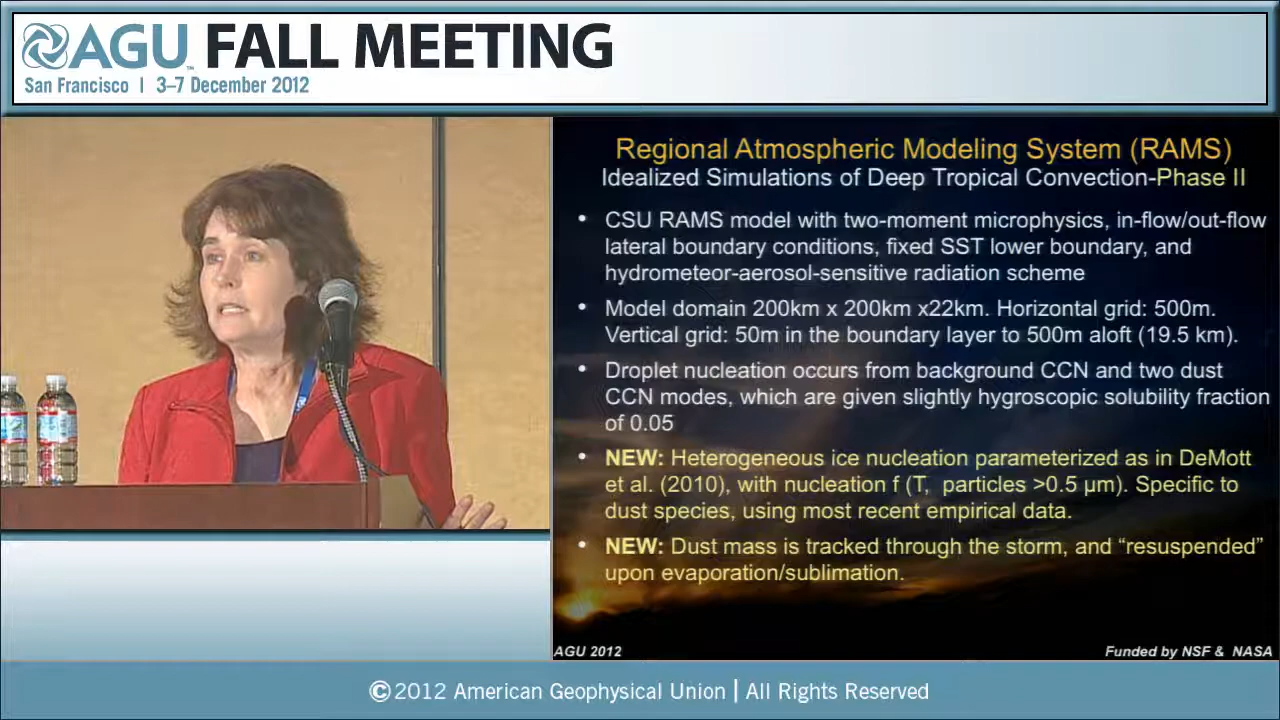 AGU™ FALL MEETING
San Francisco | 3–7 December 2012
Regional Atmospheric Modeling System (RAMS)
Idealized Simulations of Deep Tropical Convection-Phase II
• CSU RAMS model with two-moment microphysics, in-flow/out-flow
lateral boundary conditions, fixed SST lower boundary, and
hydrometeor-aerosol-sensitive radiation scheme
• Model domain 200km x 200km x22km. Horizontal grid: 500m.
Vertical grid: 50m in the boundary layer to 500m aloft (19.5 km).
• Droplet nucleation occurs from background CCN and two dust
CCN modes, which are given slightly hygroscopic solubility fraction
of 0.05
• NEW: Heterogeneous ice nucleation parameterized as in DeMott
et al. (2010), with nucleation f (T, particles >0.5 μm). Specific to
dust species, using most recent empirical data.
• NEW: Dust mass is tracked through the storm, and “resuspended”
upon evaporation/sublimation.
AGU 2012
Funded by NSF & NASA
©2012 American Geophysical Union | All Rights Reserved